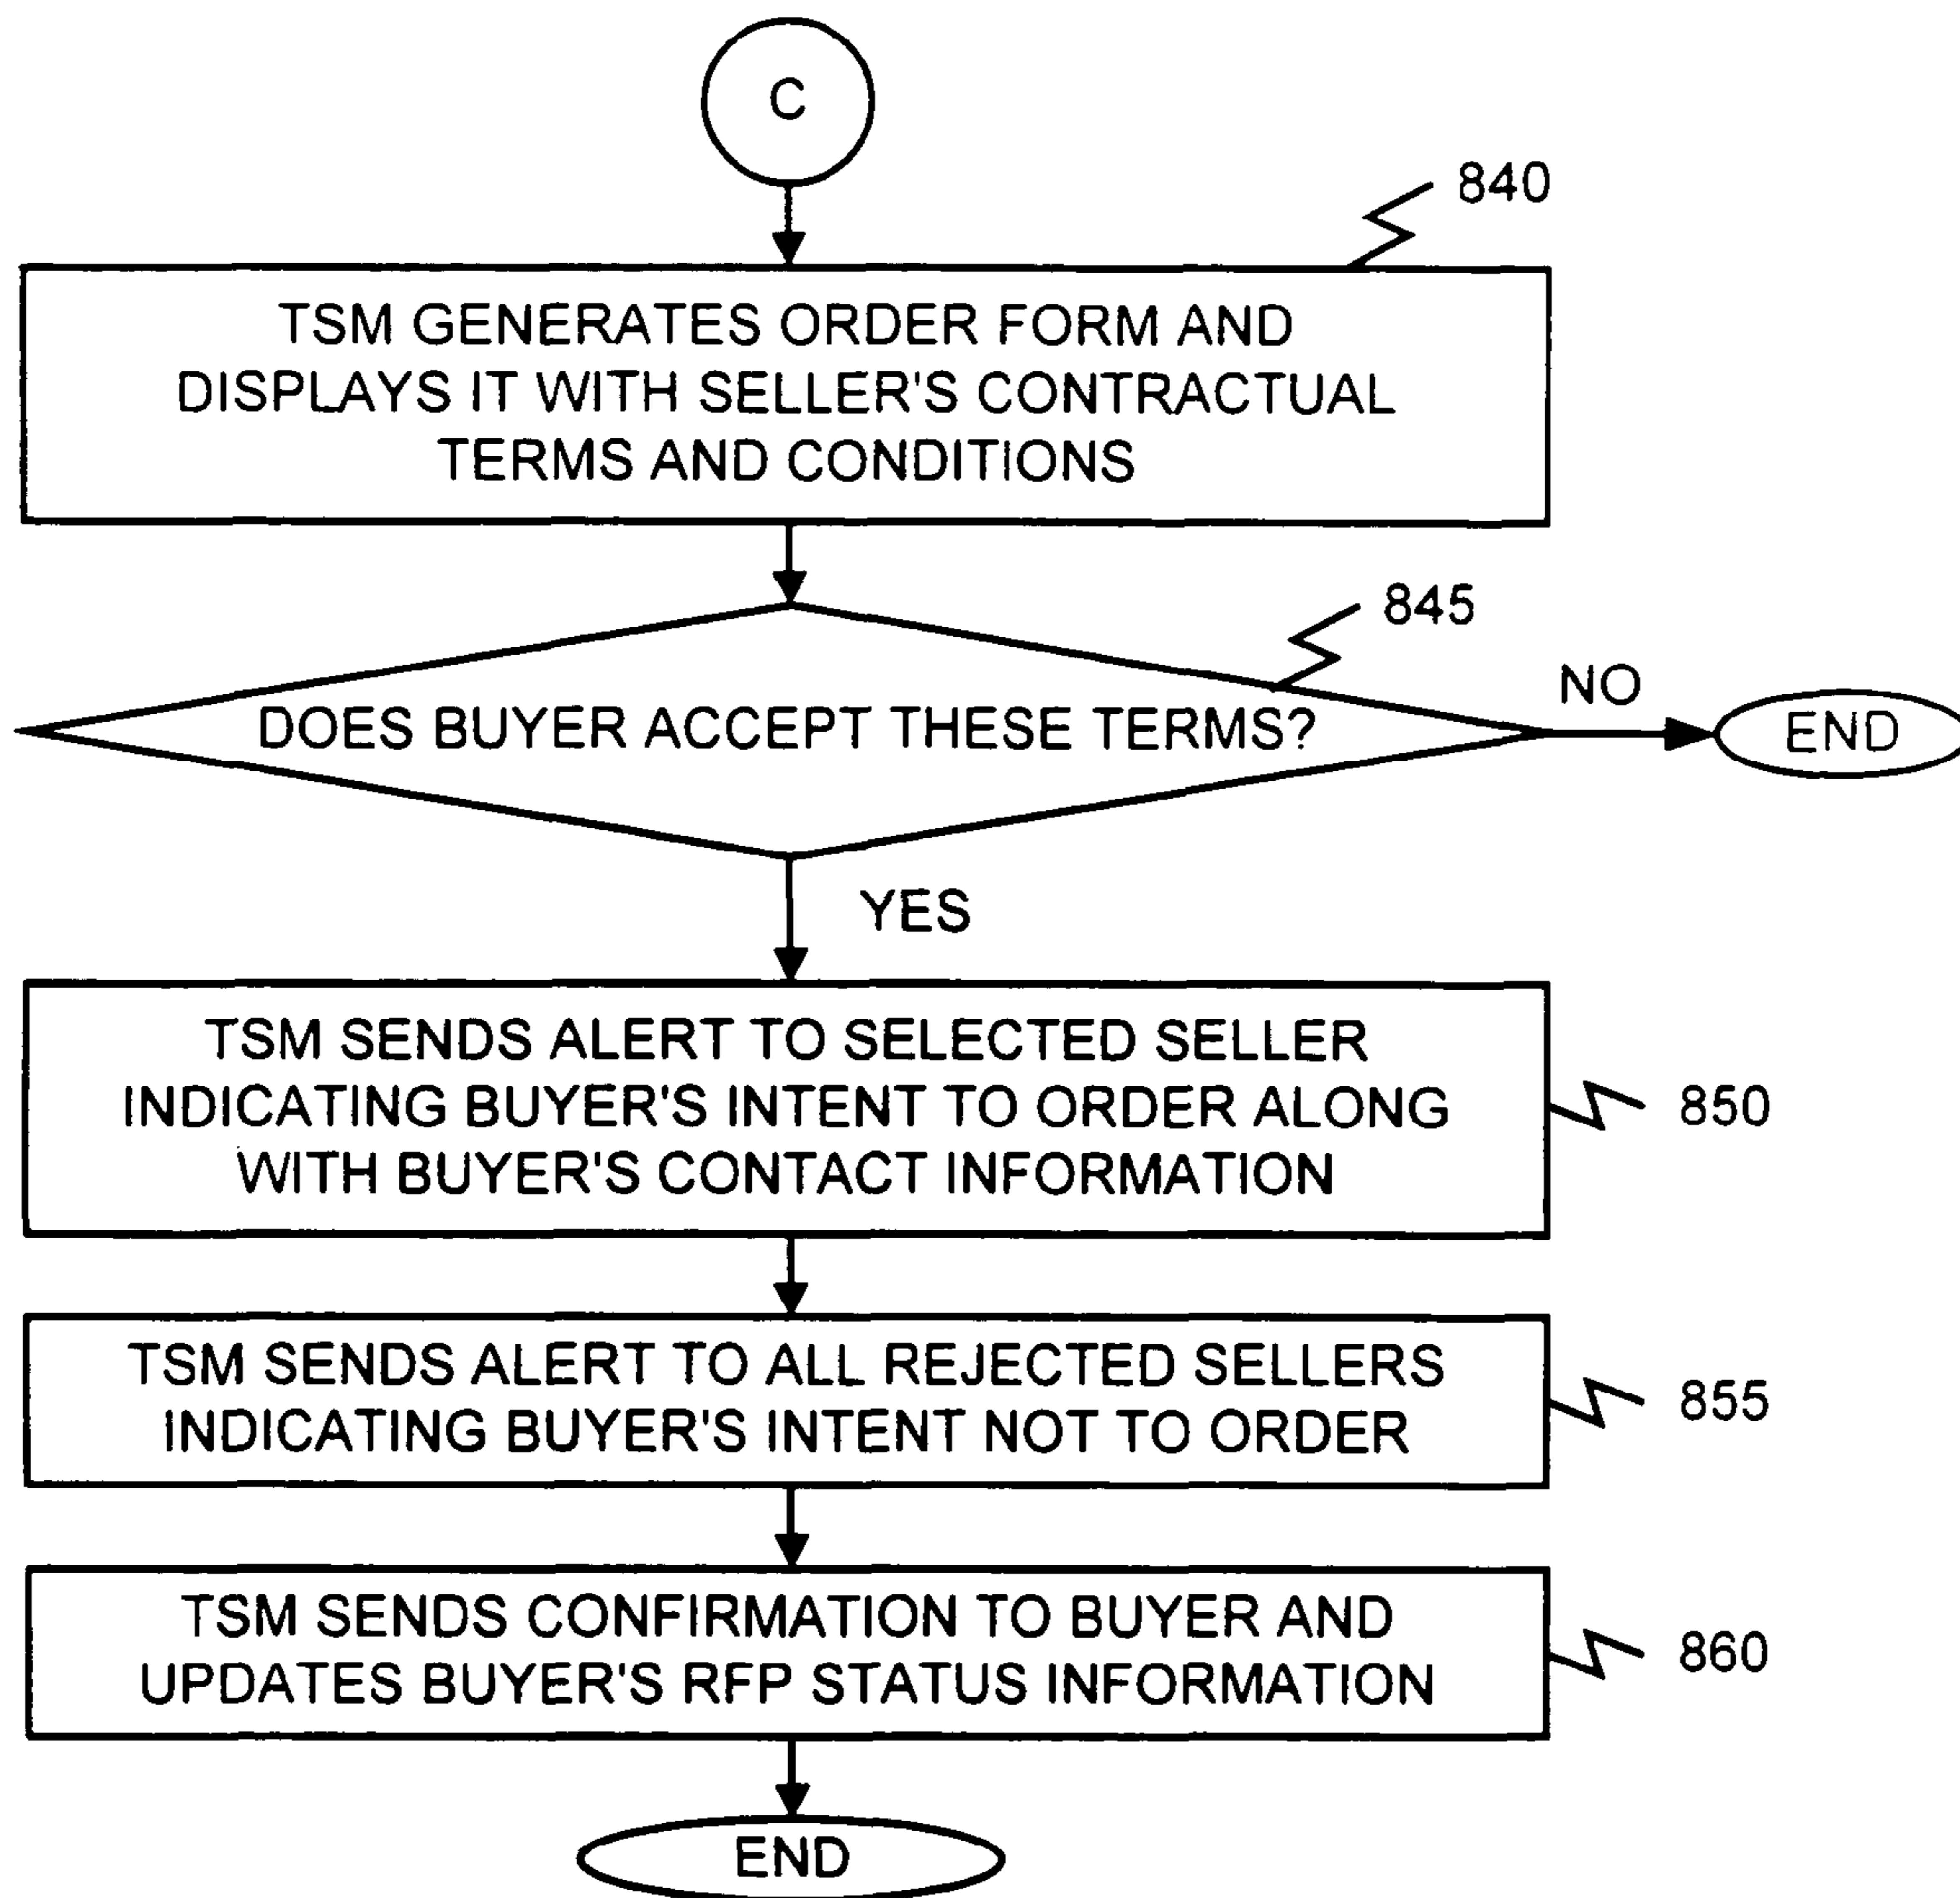 C
840
TSM GENERATES ORDER FORM AND
DISPLAYS IT WITH SELLER'S CONTRACTUAL
TERMS AND CONDITIONS
845
DOES BUYER ACCEPT THESE TERMS?
NO
END
YES
TSM SENDS ALERT TO SELECTED SELLER
INDICATING BUYER'S INTENT TO ORDER ALONG
WITH BUYER'S CONTACT INFORMATION
850
TSM SENDS ALERT TO ALL REJECTED SELLERS
INDICATING BUYER'S INTENT NOT TO ORDER
855
TSM SENDS CONFIRMATION TO BUYER AND
UPDATES BUYER'S RFP STATUS INFORMATION
860
END